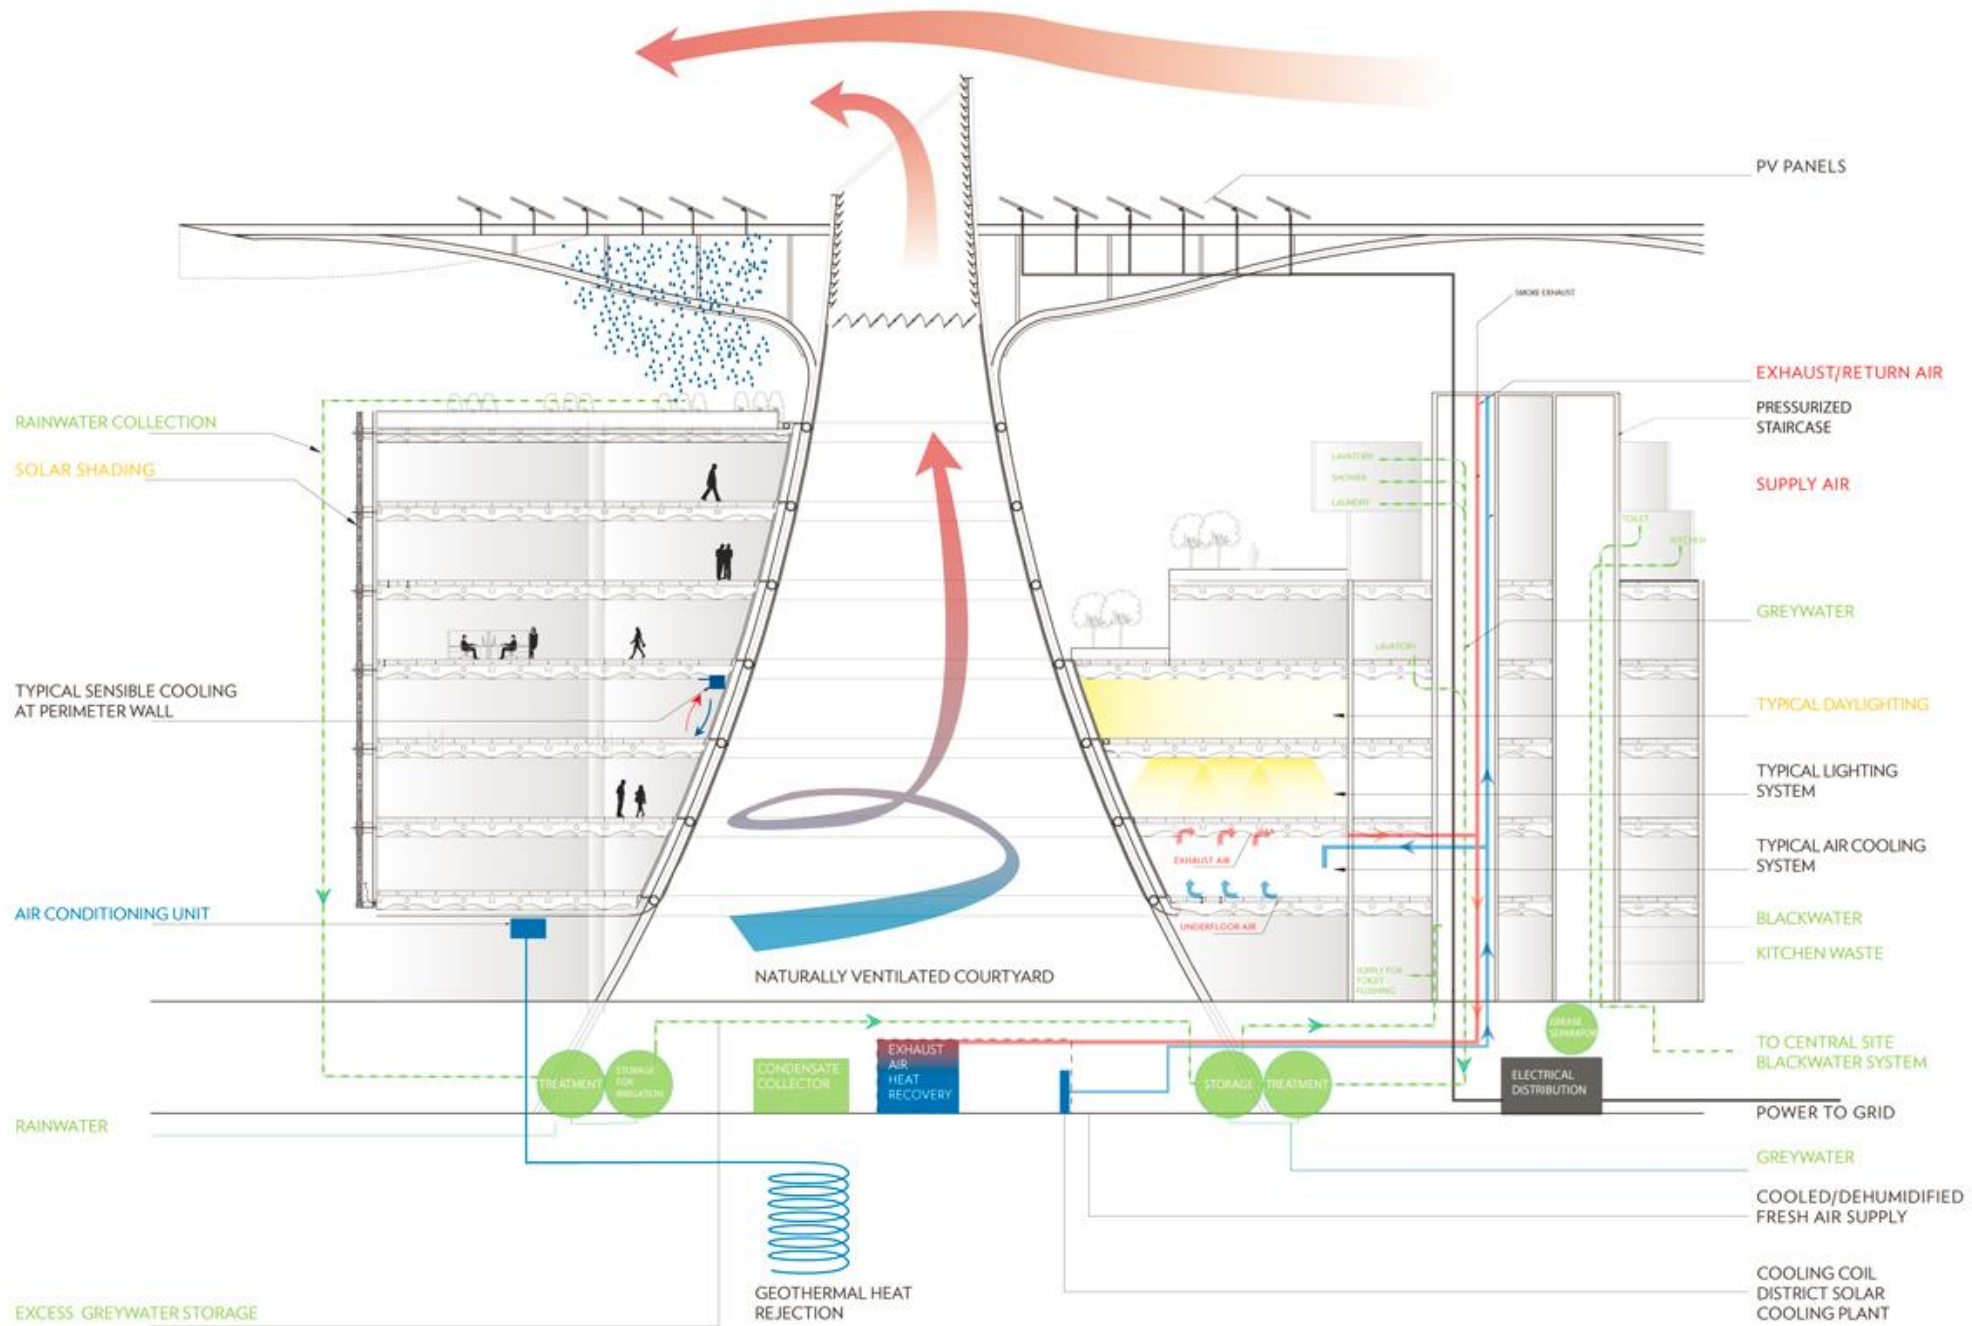 PV PANELS
SMOKE EXHAUST
EXHAUST/RETURN AIR
PRESSURIZED
STAIRCASE
SUPPLY AIR
RAINWATER COLLECTION
SOLAR SHADING
LAVATORY
SHOWER
LAUNDRY
TOILET
KITCHEN
GREYWATER
LAVATORY
TYPICAL SENSIBLE COOLING
AT PERIMETER WALL
TYPICAL DAYLIGHTING
TYPICAL LIGHTING
SYSTEM
TYPICAL AIR COOLING
SYSTEM
EXHAUST AIR
UNDERFLOOR AIR
AIR CONDITIONING UNIT
BLACKWATER
KITCHEN WASTE
NATURALLY VENTILATED COURTYARD
SUPPLY FOR
TOILET
FLUSHING
GREASE
SEPARATOR
TO CENTRAL SITE
BLACKWATER SYSTEM
TREATMENT
STORAGE
FOR
IRRIGATION
CONDENSATE
COLLECTOR
EXHAUST
AIR
HEAT
RECOVERY
STORAGE
TREATMENT
ELECTRICAL
DISTRIBUTION
POWER TO GRID
RAINWATER
GREYWATER
COOLED/DEHUMIDIFIED
FRESH AIR SUPPLY
GEOTHERMAL HEAT
REJECTION
COOLING COIL
DISTRICT SOLAR
COOLING PLANT
EXCESS GREYWATER STORAGE